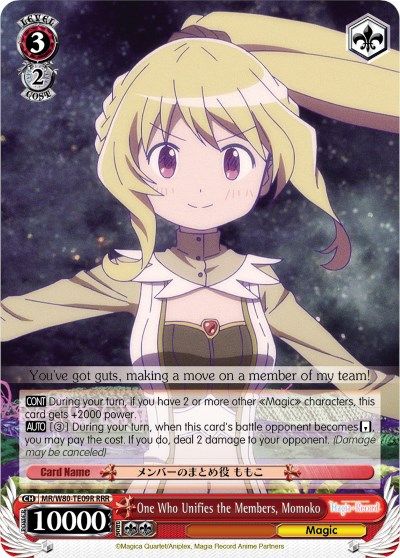 LEVEL
3
2
COST
You've got guts, making a move on a member of my team!
CONT During your turn, if you have 2 or more other «Magic» characters, this
card gets +2000 power.
AUTO [(3)] During your turn, when this card's battle opponent becomes,
you may pay the cost. If you do, deal 2 damage to your opponent. (Damage
may be canceled)
Card Name
メンバーのまとめ役 ももこ
CH MR/W80-TE09R RRR
One Who Unifies the Members, Momoko
Magia Record
10000
Magic
©Magica Quartet/Aniplex, Magia Record Anime Partners